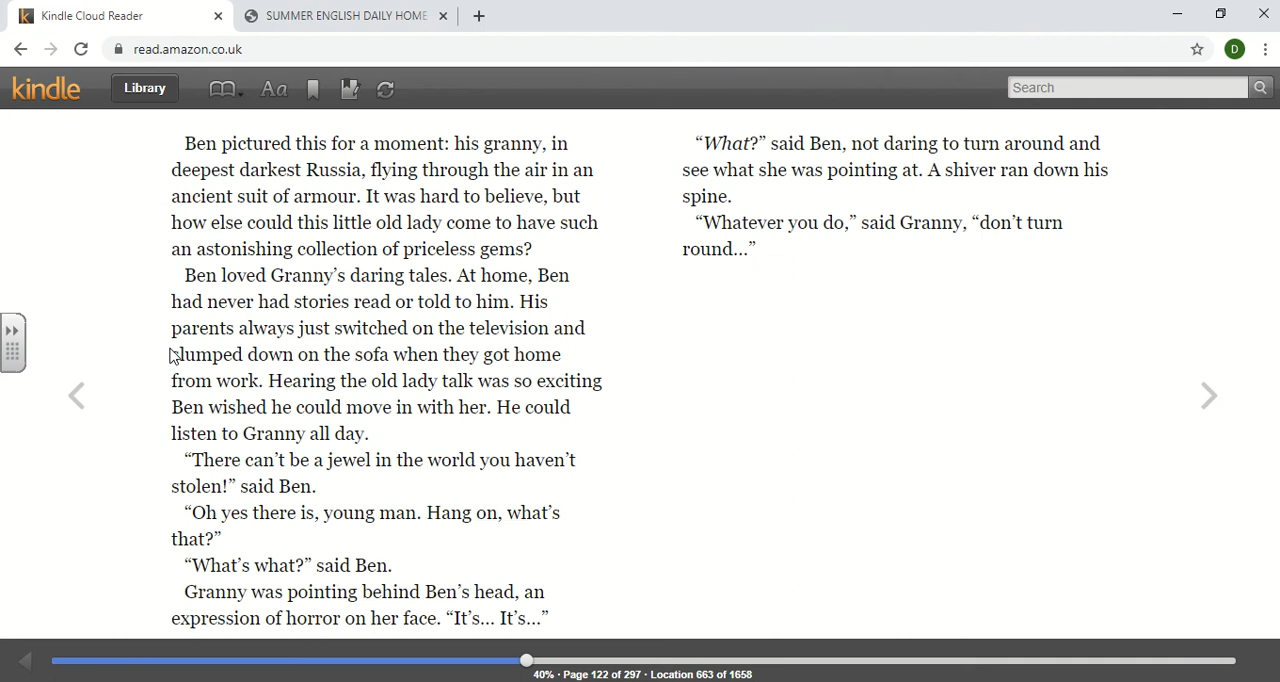 Kindle Cloud Reader
SUMMER ENGLISH DAILY HOME
read.amazon.co.uk
D
kindle
Library
Aa
Search
Ben pictured this for a moment: his granny, in
deepest darkest Russia, flying through the air in an
ancient suit of armour. It was hard to believe, but
how else could this little old lady come to have such
an astonishing collection of priceless gems?
Ben loved Granny’s daring tales. At home, Ben
had never had stories read or told to him. His
parents always just switched on the television and
slumped down on the sofa when they got home
from work. Hearing the old lady talk was so exciting
Ben wished he could move in with her. He could
listen to Granny all day.
“There can’t be a jewel in the world you haven’t
stolen!” said Ben.
“Oh yes there is, young man. Hang on, what’s
that?”
“What’s what?” said Ben.
Granny was pointing behind Ben’s head, an
expression of horror on her face. “It’s... It’s...”
“What?” said Ben, not daring to turn around and
see what she was pointing at. A shiver ran down his
spine.
“Whatever you do,” said Granny, “don’t turn
round...”
40% · Page 122 of 297 · Location 663 of 1658